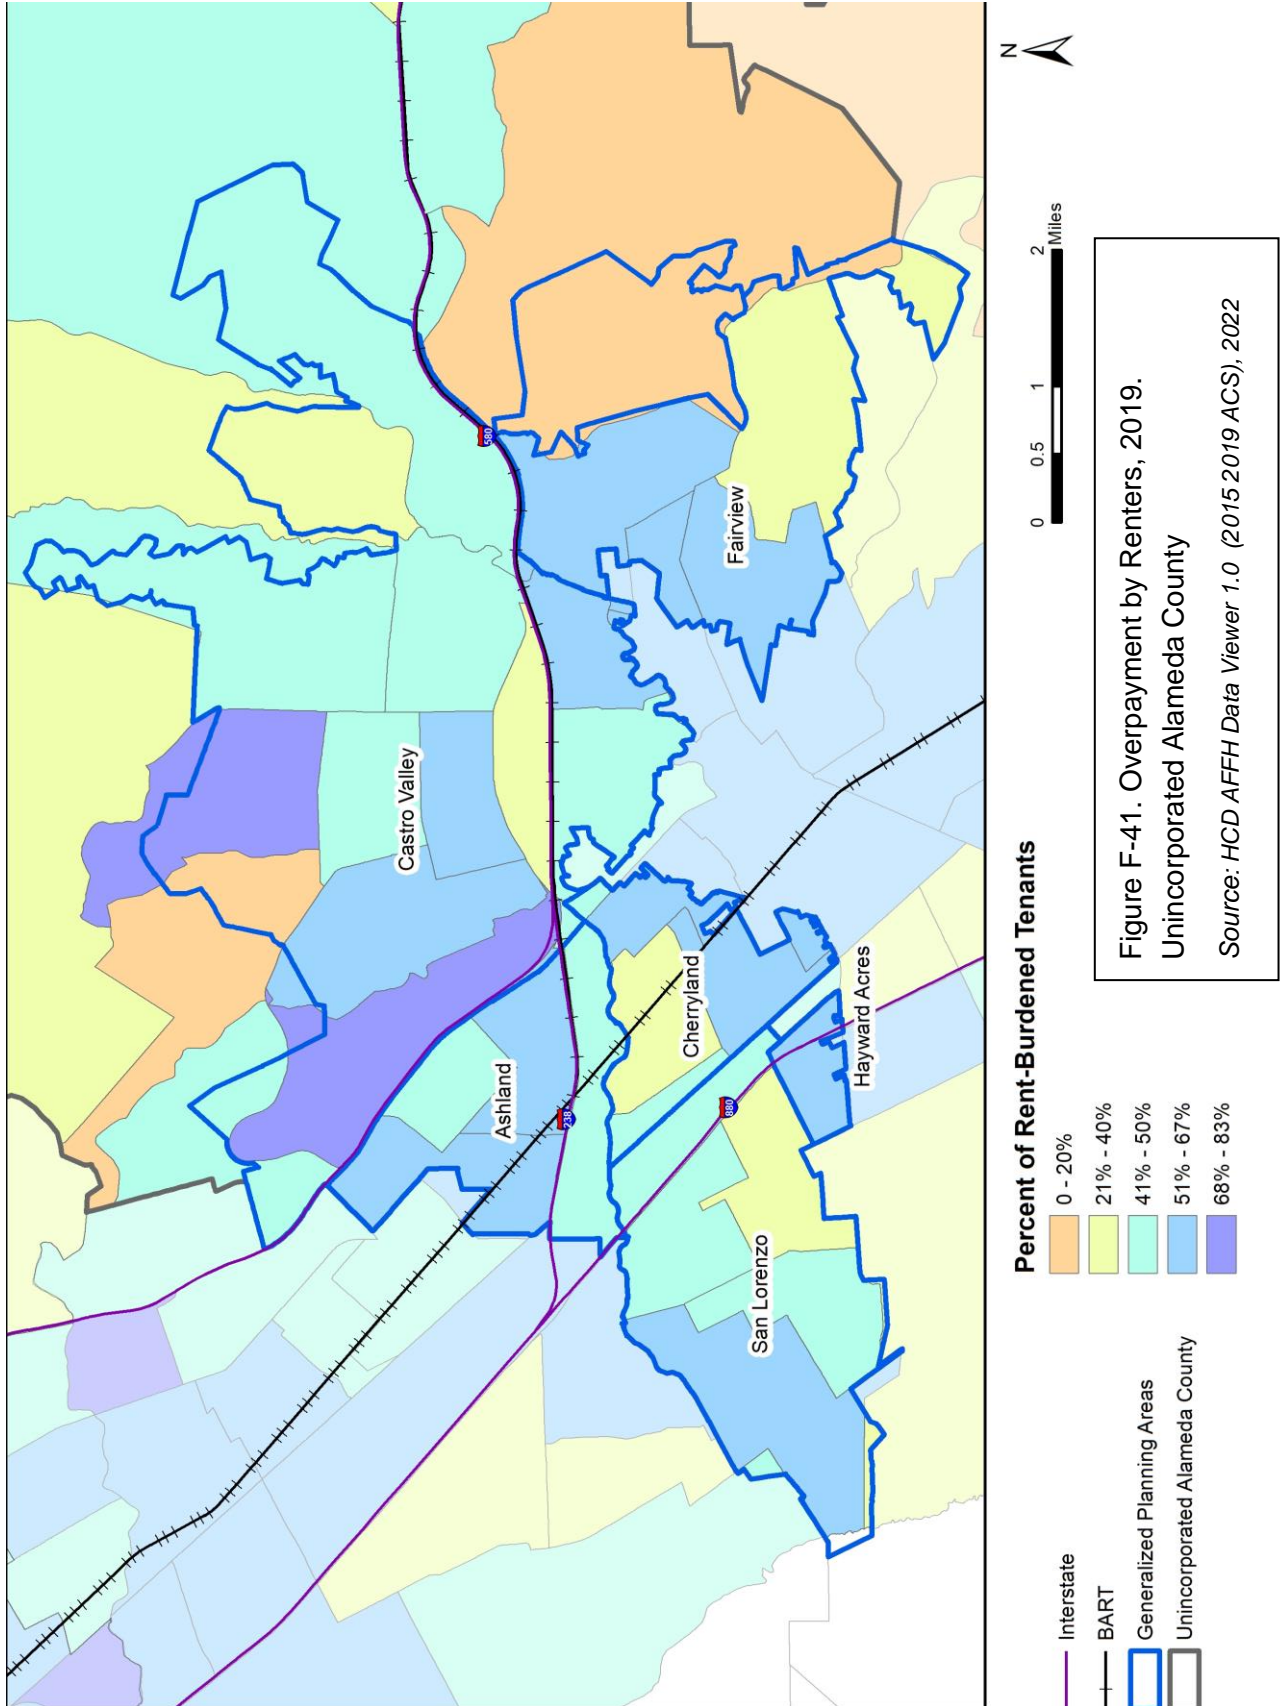 Castro Valley
Ashland
Cherryland
Fairview
San Lorenzo
Hayward Acres
580
238
880
N
0 0.5 1 2
Miles
Interstate
BART
Generalized Planning Areas
Unincorporated Alameda County
Percent of Rent-Burdened Tenants
0 - 20%
21% - 40%
41% - 50%
51% - 67%
68% - 83%
Figure F-41. Overpayment by Renters, 2019.
Unincorporated Alameda County
Source: HCD AFFH Data Viewer 1.0 (2015 2019 ACS), 2022